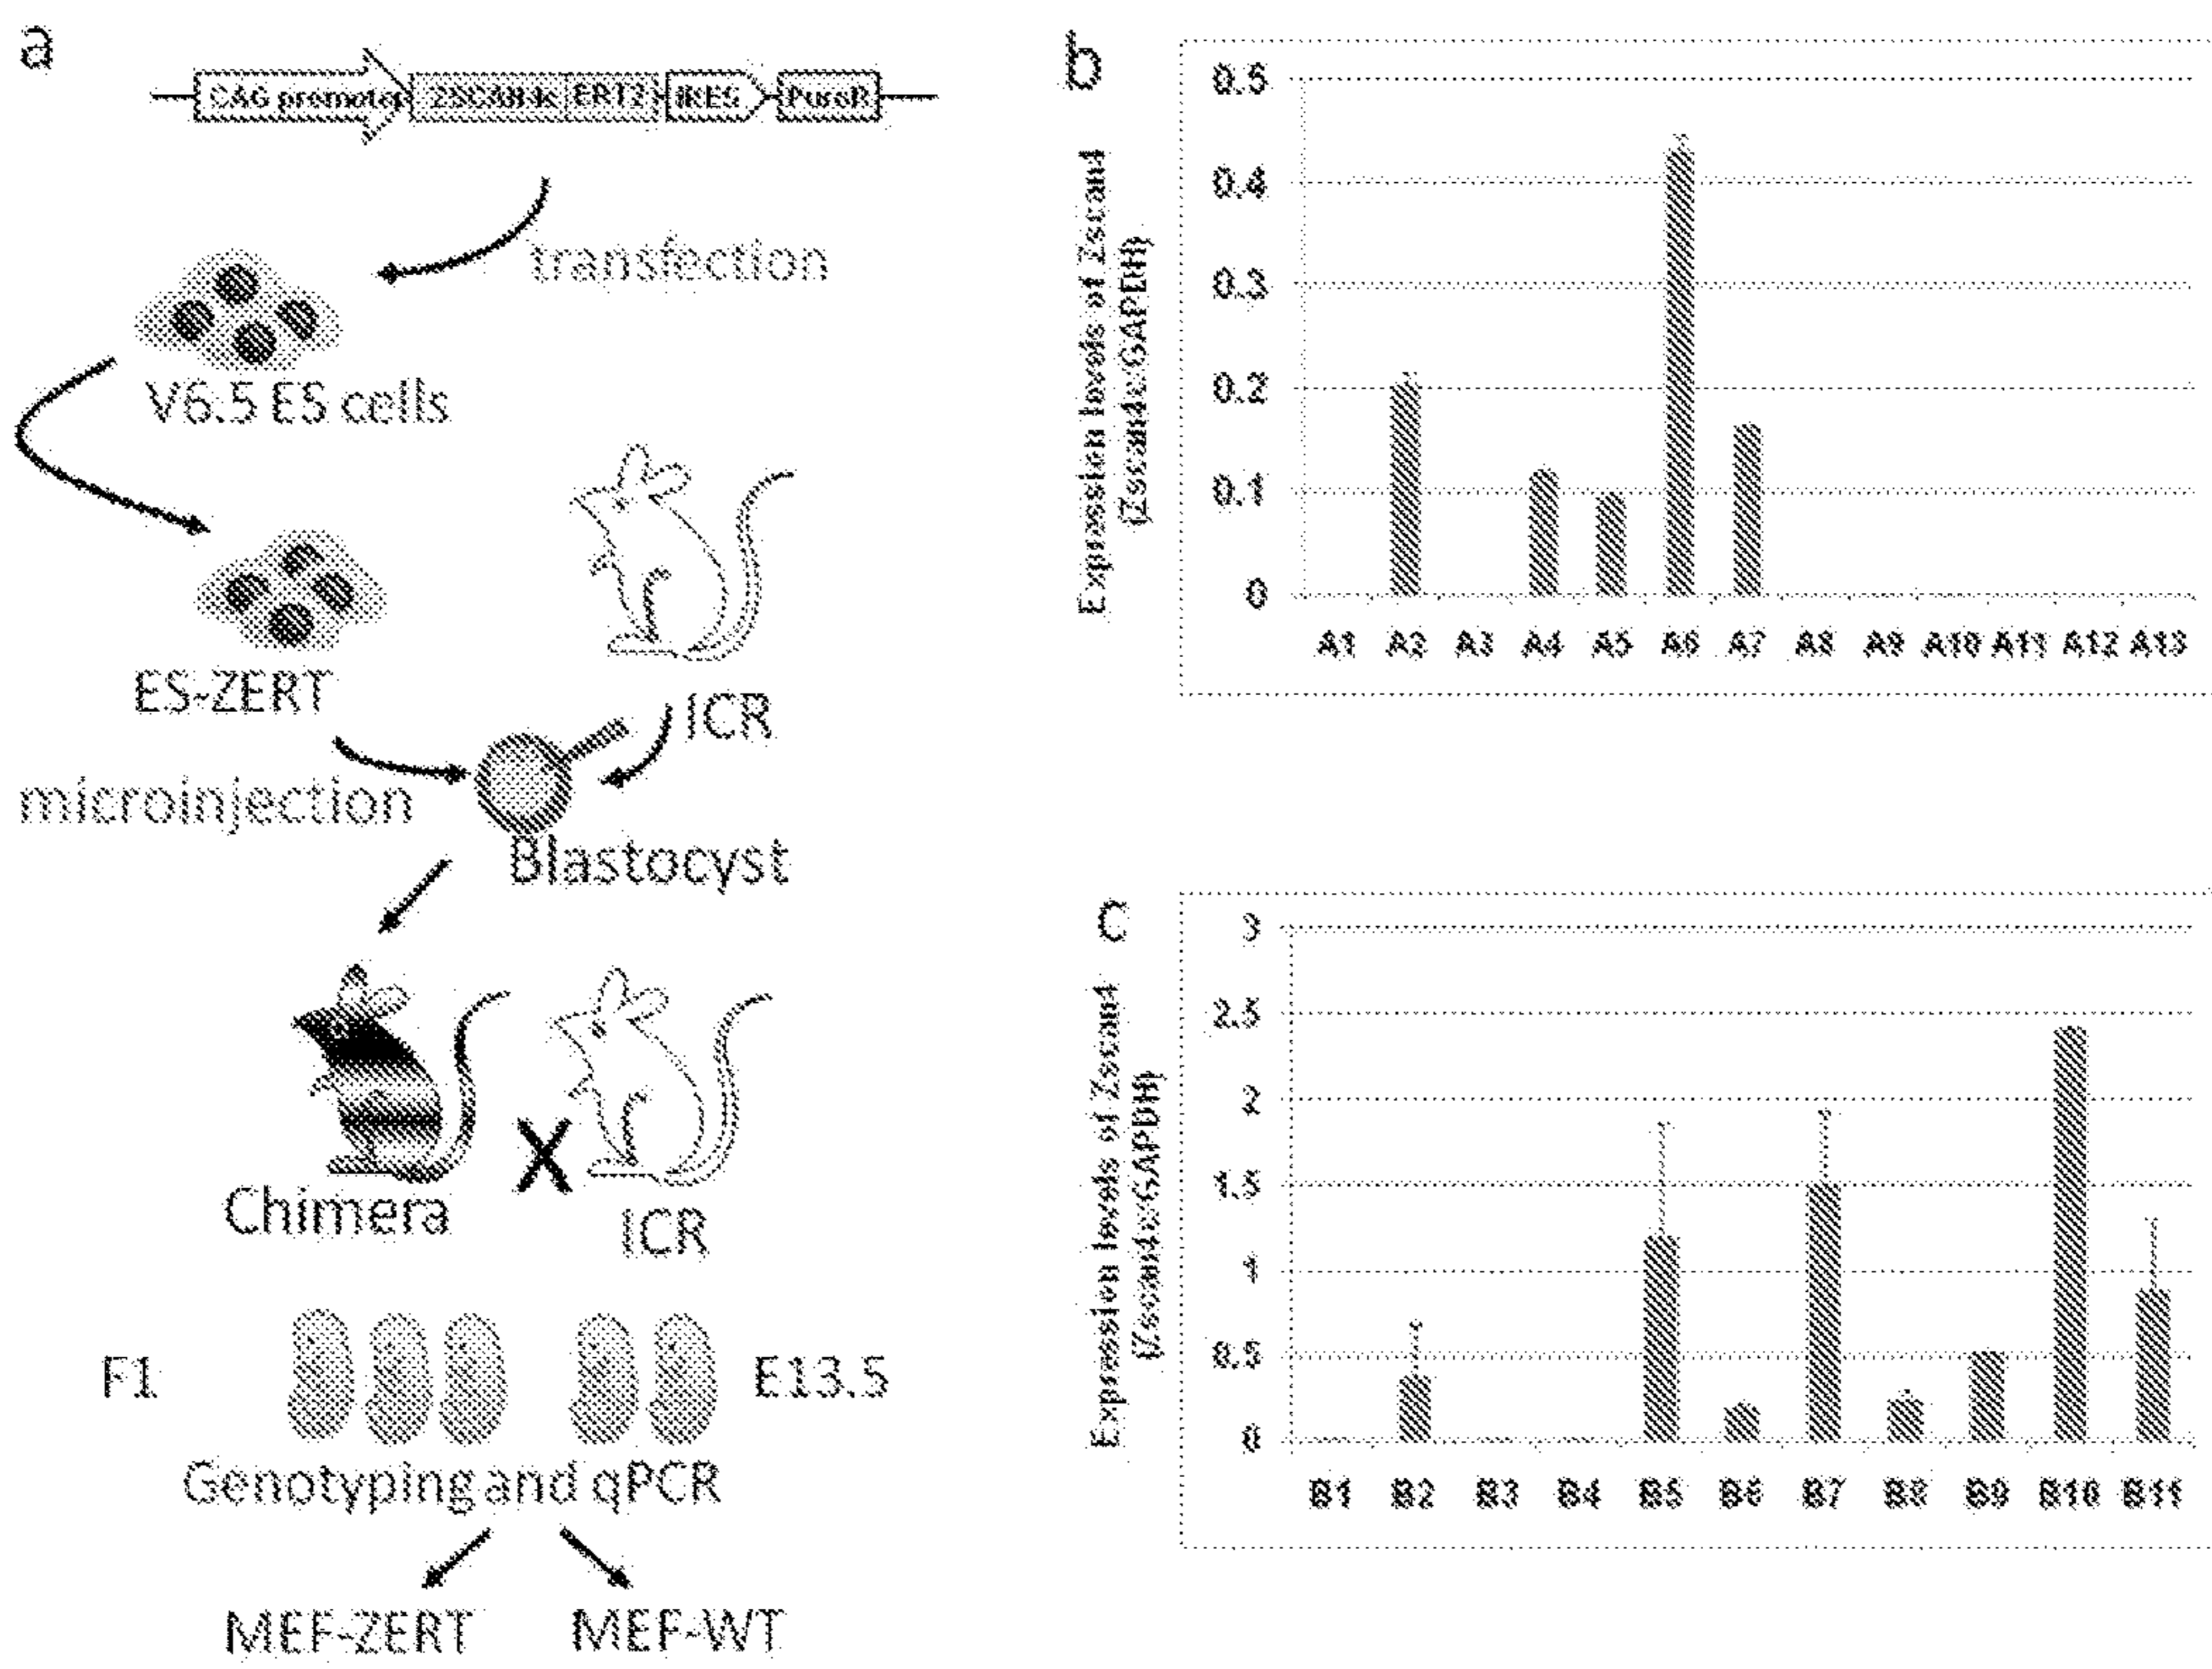 a
CAG promoter ZSCAN4c ERT2 IRES PuroR
transfection
V6.5 ES cells
ES-ZERT
ICR
microinjection
Blastocyst
Chimera
X
ICR
F1
E13.5
Genotyping and qPCR
MEF-ZERT
MEF-WT
b
Expression levels of Zscan4
(Zscan4c:GAPDH)
0.5
0.4
0.3
0.2
0.1
0
A1 A2 A3 A4 A5 A6 A7 A8 A9 A10 A11 A12 A13
c
Expression levels of Zscan4
(Zscan4c:GAPDH)
3
2.5
2
1.5
1
0.5
0
B1 B2 B3 B4 B5 B6 B7 B8 B9 B10 B11